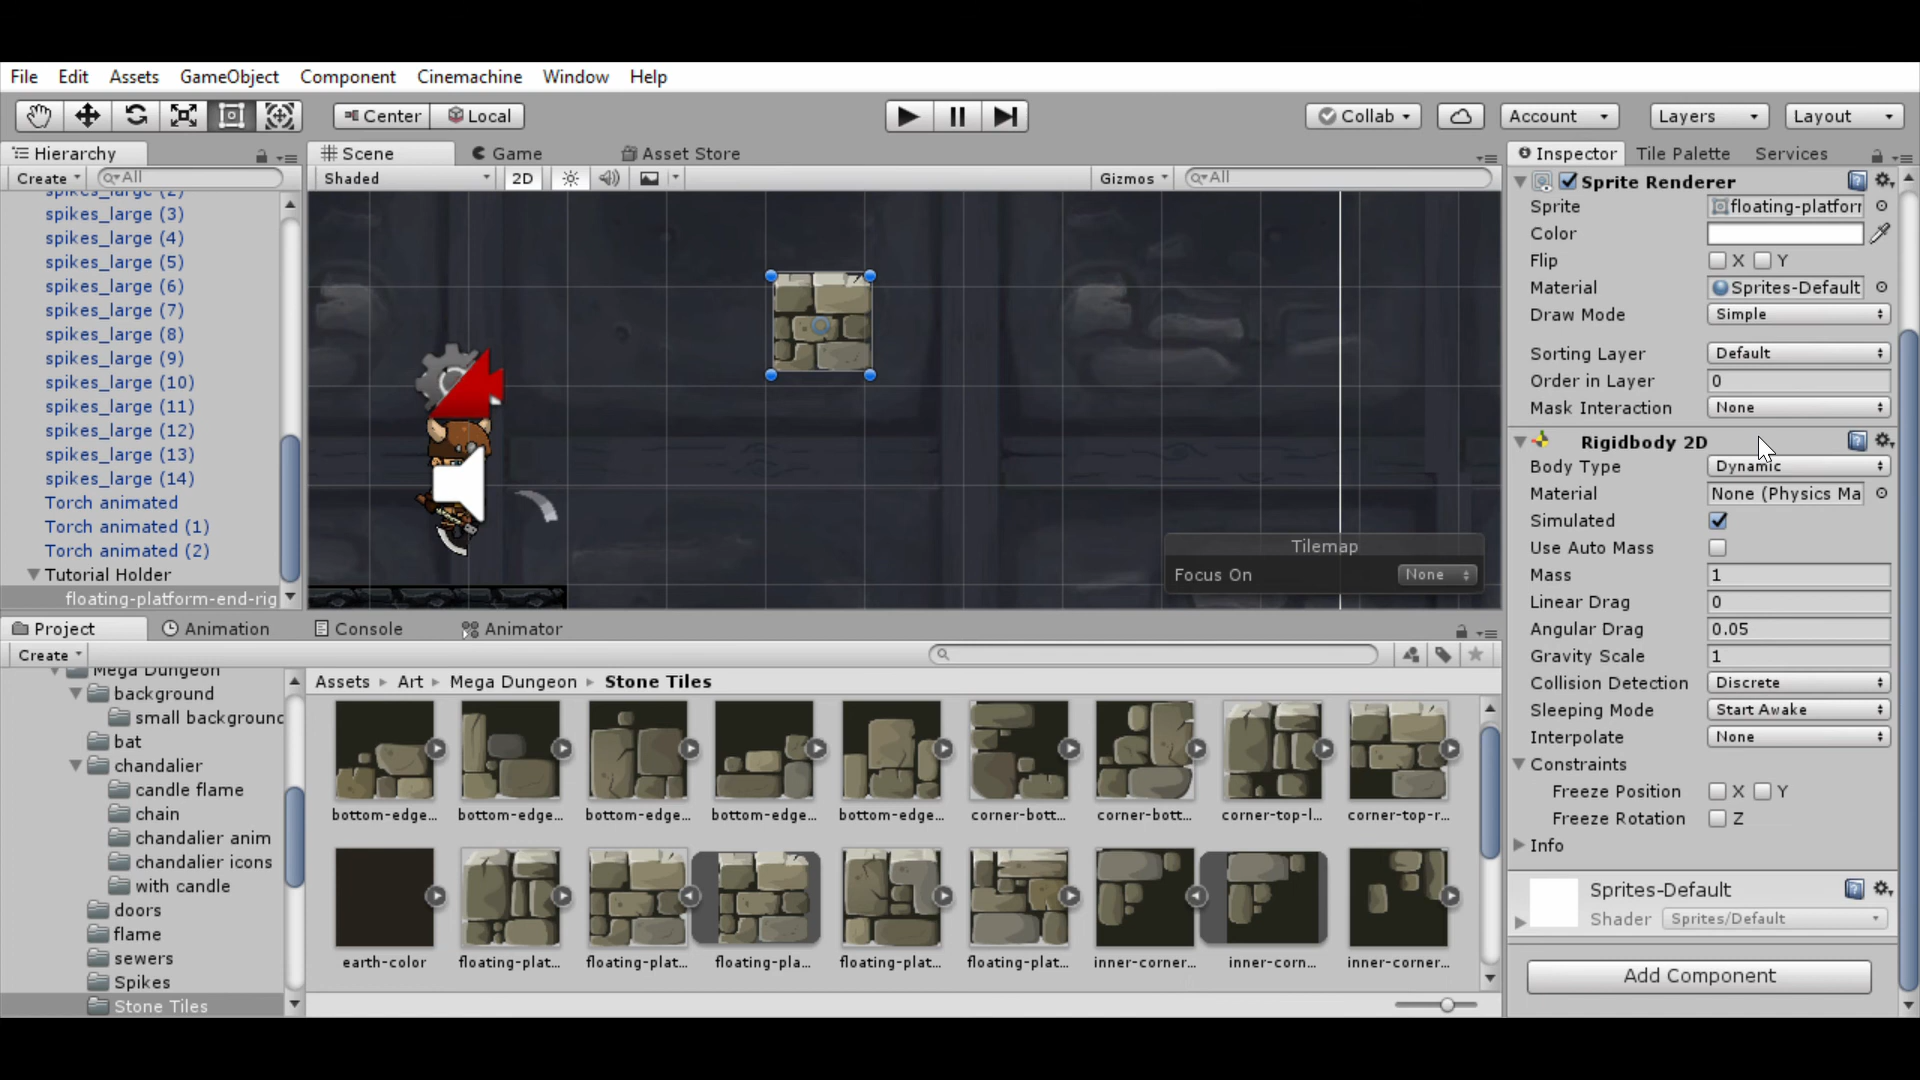 File Edit Assets GameObject Component Cinemachine Window Help
Center Local Collab Account Layers Layout
Hierarchy
Create All
spikes_large (2)
spikes_large (3)
spikes_large (4)
spikes_large (5)
spikes_large (6)
spikes_large (7)
spikes_large (8)
spikes_large (9)
spikes_large (10)
spikes_large (11)
spikes_large (12)
spikes_large (13)
spikes_large (14)
Torch animated
Torch animated (1)
Torch animated (2)
Tutorial Holder
floating-platform-end-rig
Scene Game Asset Store
Shaded 2D Gizmos All
Tilemap
Focus On None
Project Animation Console Animator
Create
Mega Dungeon
background
small background
bat
chandalier
candle flame
chain
chandalier anim
chandalier icons
with candle
doors
flame
sewers
Spikes
Stone Tiles
Assets Art Mega Dungeon Stone Tiles
bottom-edge... bottom-edge... bottom-edge... bottom-edge... bottom-edge... corner-bott... corner-bott... corner-top-l... corner-top-r...
earth-color floating-plat... floating-plat... floating-pla... floating-plat... floating-plat... inner-corner... inner-corn... inner-corner...
Inspector Tile Palette Services
Sprite Renderer
Sprite floating-platforr
Color
Flip X Y
Material Sprites-Default
Draw Mode Simple
Sorting Layer Default
Order in Layer 0
Mask Interaction None
Rigidbody 2D
Body Type Dynamic
Material None (Physics Ma
Simulated
Use Auto Mass
Mass 1
Linear Drag 0
Angular Drag 0.05
Gravity Scale 1
Collision Detection Discrete
Sleeping Mode Start Awake
Interpolate None
Constraints
Freeze Position X Y
Freeze Rotation Z
Info
Sprites-Default
Shader Sprites/Default
Add Component